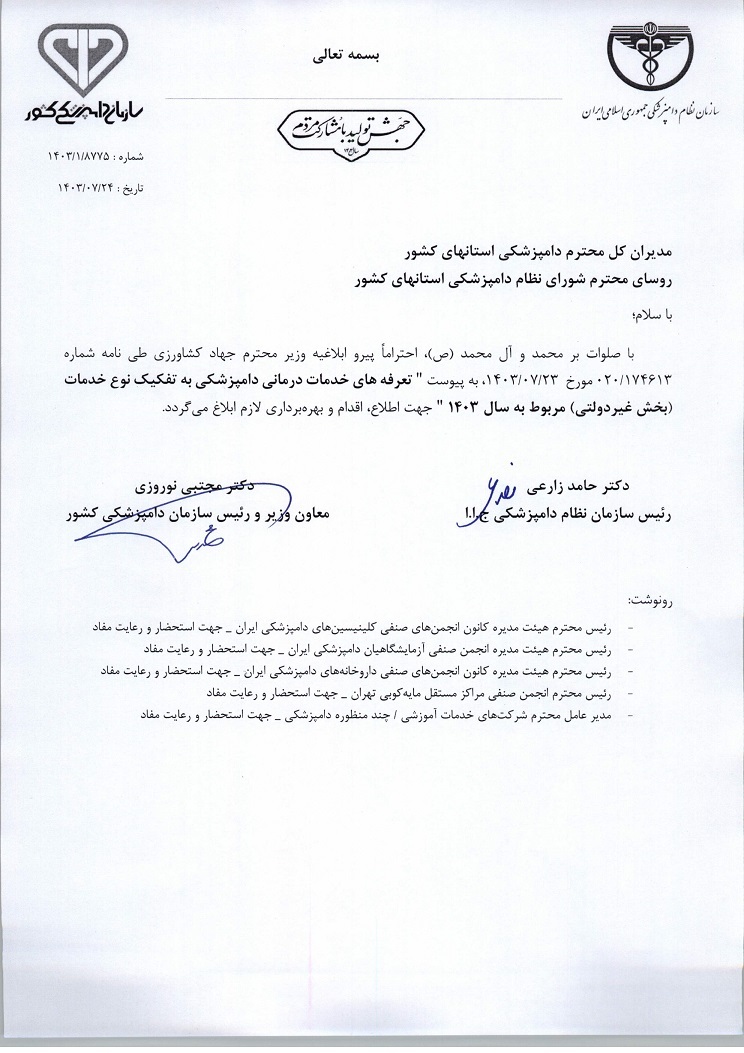 بسمه تعالی
سازمان نظام دامپزشکی جمهوری اسلامی ایران
سازمان دامپزشکی کشور
جهش تولید با مشارکت مردم
شماره : ۱۴۰۳/۱/۸۷۷۵
تاریخ : ۱۴۰۳/۰۷/۲۴
مدیران کل محترم دامپزشکی استانهای کشور
روسای محترم شورای نظام دامپزشکی استانهای کشور
با سلام؛
با صلوات بر محمد و آل محمد (ص)، احتراماً پیرو ابلاغیه وزیر محترم جهاد کشاورزی طی نامه شماره
۰۲۰/۱۷۴۶۱۳ مورخ ۱۴۰۳/۰۷/۲۳، به پیوست " تعرفه های خدمات درمانی دامپزشکی به تفکیک نوع خدمات
(بخش غیردولتی) مربوط به سال ۱۴۰۳ " جهت اطلاع، اقدام و بهره‌برداری لازم ابلاغ می‌گردد.
دکتر حامد زارعی
رئیس سازمان نظام دامپزشکی ج.ا.ا
دکتر مجتبی نوروزی
معاون وزیر و رئیس سازمان دامپزشکی کشور
رونوشت:
- رئیس محترم هیئت مدیره کانون انجمن‌های صنفی کلینیسین‌های دامپزشکی ایران _ جهت استحضار و رعایت مفاد
- رئیس محترم هیئت مدیره انجمن صنفی آزمایشگاهیان دامپزشکی ایران _ جهت استحضار و رعایت مفاد
- رئیس محترم هیئت مدیره کانون انجمن‌های صنفی داروخانه‌های دامپزشکی ایران _ جهت استحضار و رعایت مفاد
- رئیس محترم انجمن صنفی مراکز مستقل مایه‌کوبی تهران _ جهت استحضار و رعایت مفاد
- مدیر عامل محترم شرکت‌های خدمات آموزشی / چند منظوره دامپزشکی _ جهت استحضار و رعایت مفاد